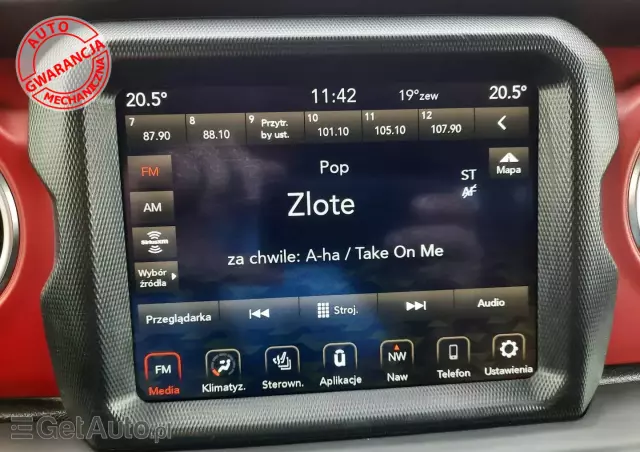 AUTO
GWARANCJA
MECHANICZNA
20.5°
11:42
19°zew
20.5°
7
87.90
8
88.10
9
Przytr.
by ust.
10
101.10
11
105.10
12
107.90
FM
Pop
ST
AF
Mapa
AM
Zlote
SiriusXM
za chwile: A-ha / Take On Me
Wybór
źródła
Przeglądarka
Stroj.
Audio
FM
Media
Klimatyz.
Sterown.
Aplikacje
NW
Naw
Telefon
Ustawienia
GetAuto.pl